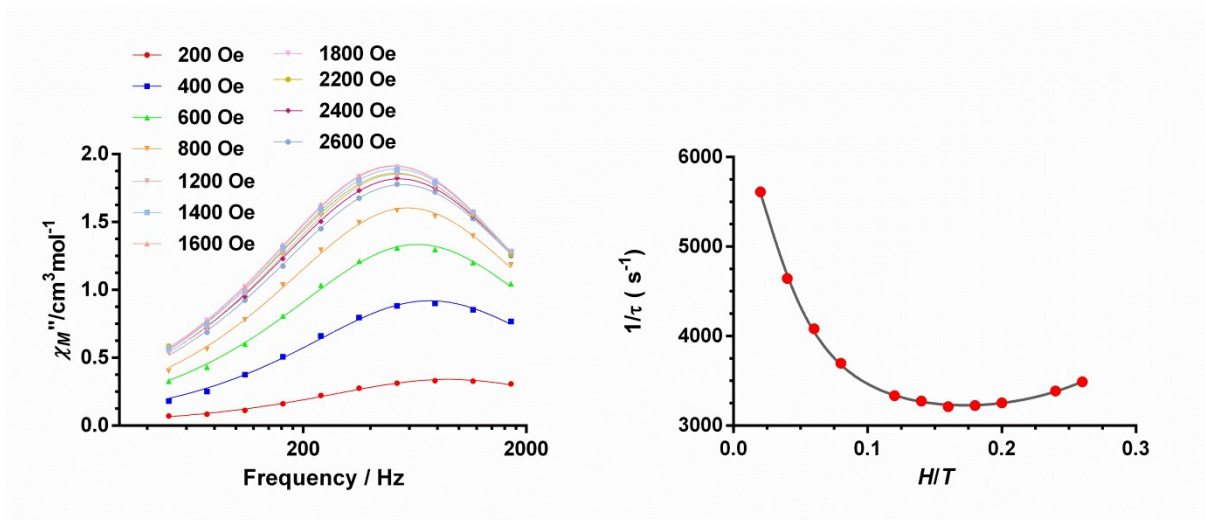 200 Oe
400 Oe
600 Oe
800 Oe
1200 Oe
1400 Oe
1600 Oe
1800 Oe
2200 Oe
2400 Oe
2600 Oe
χM''/cm3mol-1
2.0
1.5
1.0
0.5
0.0
200
2000
Frequency / Hz
1/τ ( s-1)
6000
5000
4000
3000
0.0
0.1
0.2
0.3
H/T